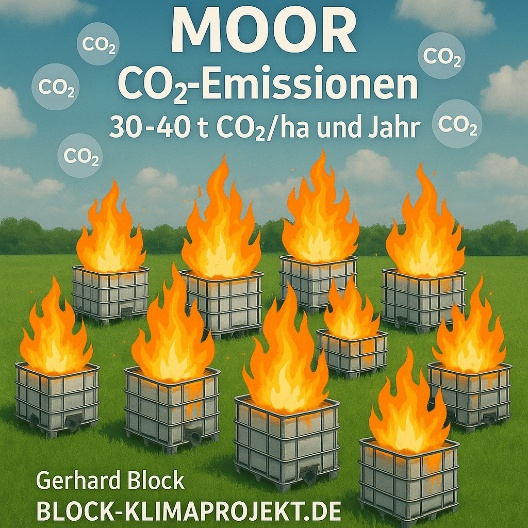 MOOR
CO₂-Emissionen
30-40 t CO₂/ha und Jahr
CO₂
CO₂
CO₂
CO₂
CO₂
Gerhard Block
BLOCK-KLIMAPROJEKT.DE